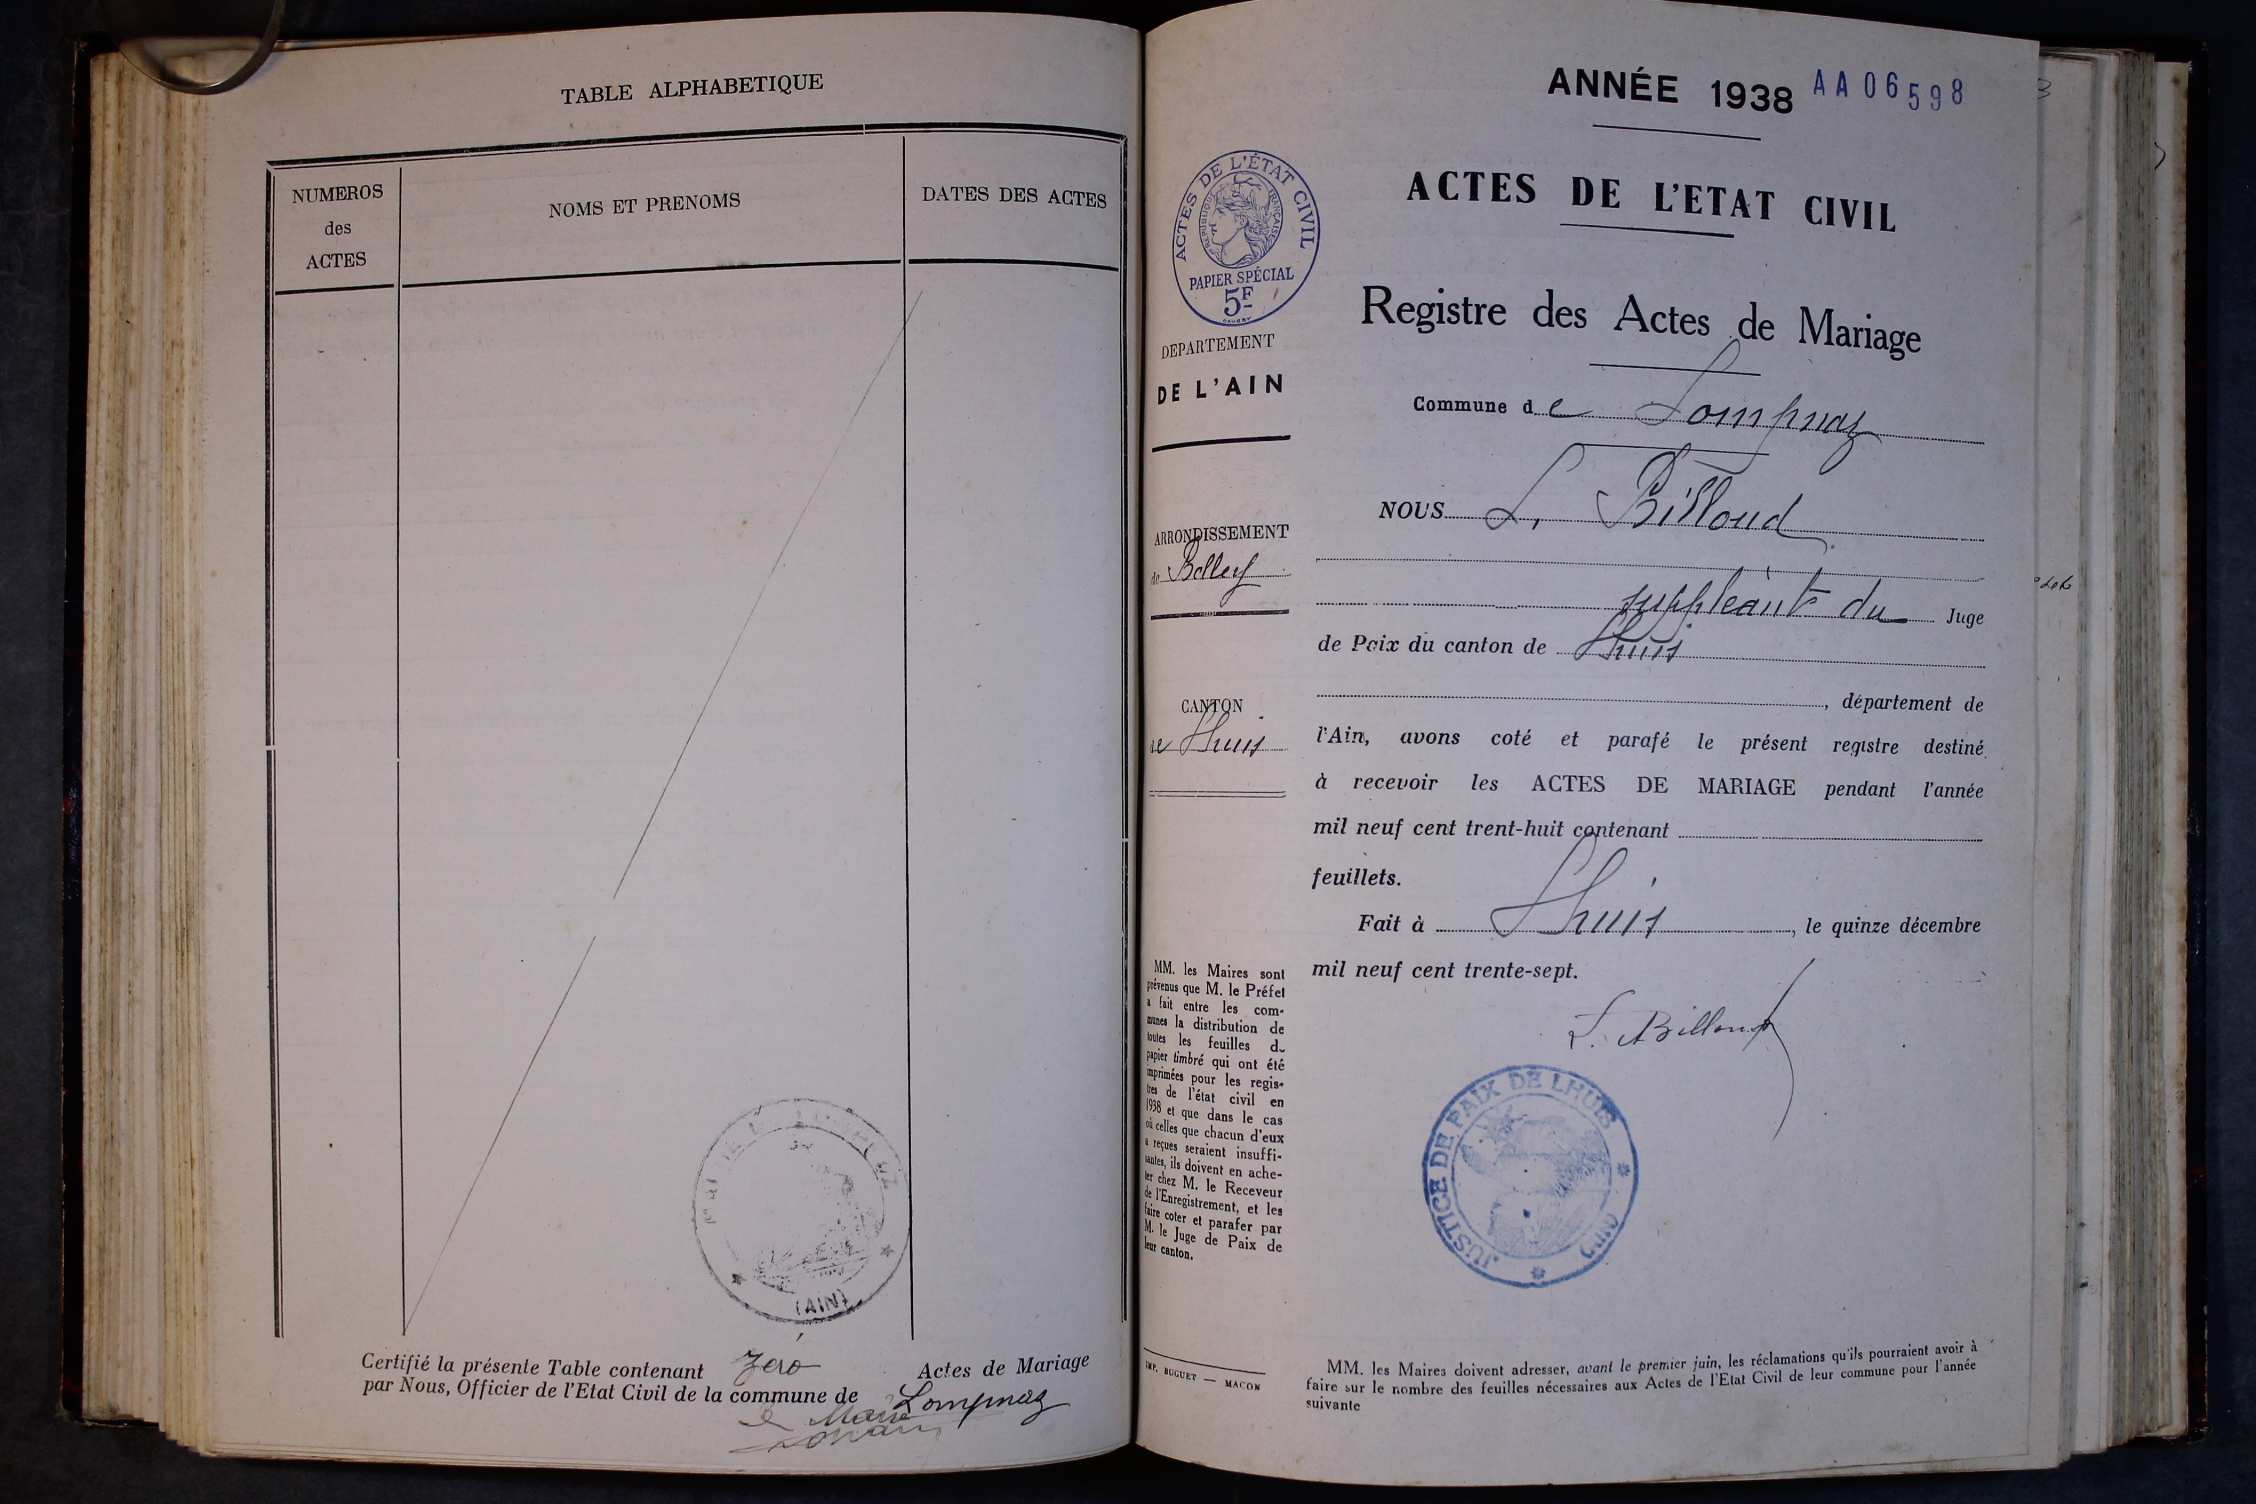 TABLE ALPHABETIQUE
NUMEROS
des
ACTES
NOMS ET PRENOMS
DATES DES ACTES
(AIN)
Certifié la présente Table contenant zéro Actes de Mariage
par Nous, Officier de l'Etat Civil de la commune de Lompnaz
Le Maire
ANNÉE 1938 AA06598
ACTES DE L'ÉTAT CIVIL
RÉPUBLIQUE FRANÇAISE
PAPIER SPÉCIAL
5F
DEPARTEMENT
DE L'AIN
ARRONDISSEMENT
de Belley
CANTON
de Lhuis
MM. les Maires sont
prévenus que M. le Préfet
a fait entre les com-
munes la distribution de
toutes les feuilles du
papier timbré qui ont été
imprimées pour les regis-
tres de l'état civil en
1938 et que dans le cas
où celles que chacun d'eux
a reçues seraient insuffi-
santes, ils doivent en ache-
ter chez M. le Receveur
de l'Enregistrement, et les
faire coter et parafer par
M. le Juge de Paix de
leur canton.
IMP. BUGUET — MACON
ACTES DE L'ETAT CIVIL
Registre des Actes de Mariage
Commune de Lompnaz
NOUS L. Billoud
suppléant du Juge
de Paix du canton de Lhuis
, département de
l'Ain, avons coté et parafé le présent registre destiné
à recevoir les ACTES DE MARIAGE pendant l'année
mil neuf cent trent-huit contenant
feuillets.
Fait à Lhuis, le quinze décembre
mil neuf cent trente-sept.
L. Billoud
JUSTICE DE PAIX DE LHUIS
MM. les Maires doivent adresser, avant le premier juin, les réclamations qu'ils pourraient avoir à
faire sur le nombre des feuilles nécessaires aux Actes de l'Etat Civil de leur commune pour l'année
suivante